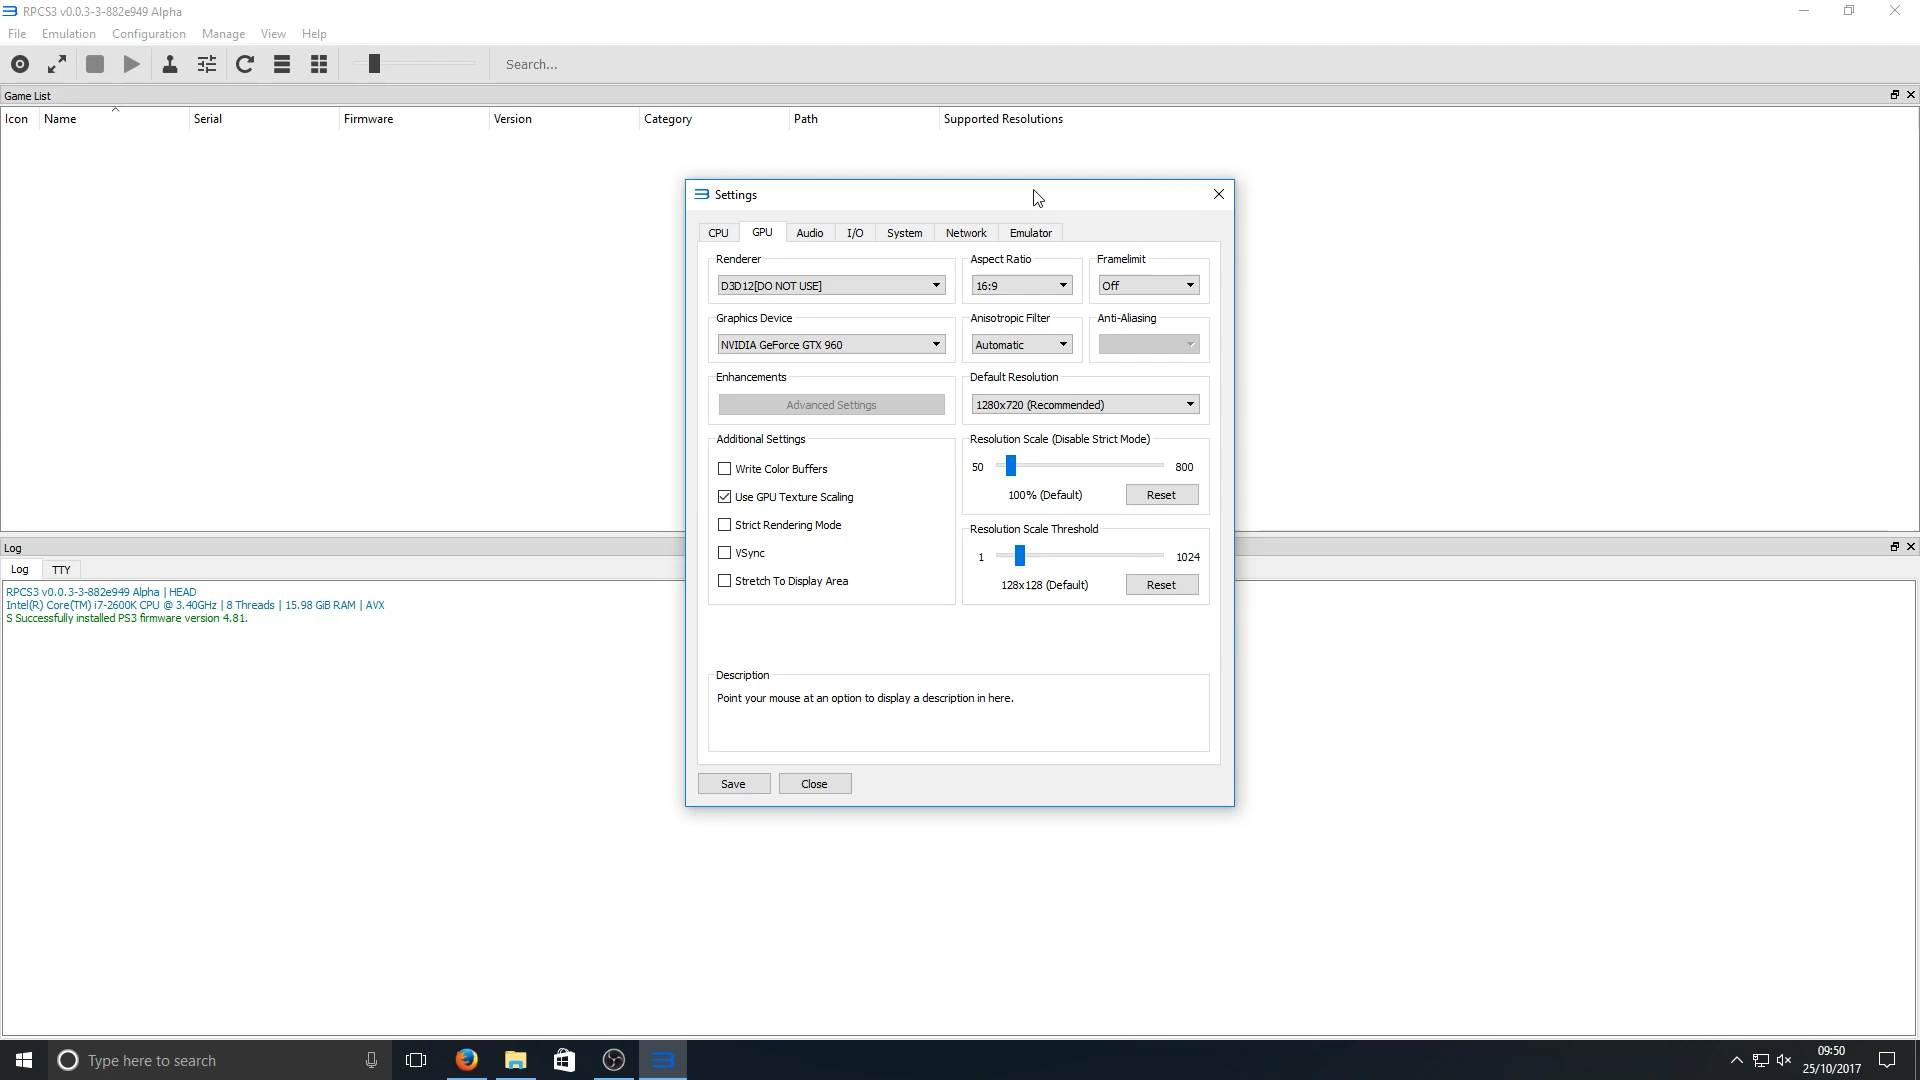 RPCS3 v0.0.3-3-882e949 Alpha
File Emulation Configuration Manage View Help
Search...
Game List
Icon Name Serial Firmware Version Category Path Supported Resolutions
Settings
CPU GPU Audio I/O System Network Emulator
Renderer Aspect Ratio Framelimit
D3D12[DO NOT USE] 16:9 Off
Graphics Device Anisotropic Filter Anti-Aliasing
NVIDIA GeForce GTX 960 Automatic
Enhancements Default Resolution
Advanced Settings 1280x720 (Recommended)
Additional Settings Resolution Scale (Disable Strict Mode)
Write Color Buffers 50 800
Use GPU Texture Scaling 100% (Default) Reset
Strict Rendering Mode Resolution Scale Threshold
VSync 1 1024
Stretch To Display Area 128x128 (Default) Reset
Description
Point your mouse at an option to display a description in here.
Save Close
Log
Log TTY
RPCS3 v0.0.3-3-882e949 Alpha | HEAD
Intel(R) Core(TM) i7-2600K CPU @ 3.40GHz | 8 Threads | 15.98 GiB RAM | AVX
S Successfully installed PS3 firmware version 4.81.
Type here to search
09:50
25/10/2017